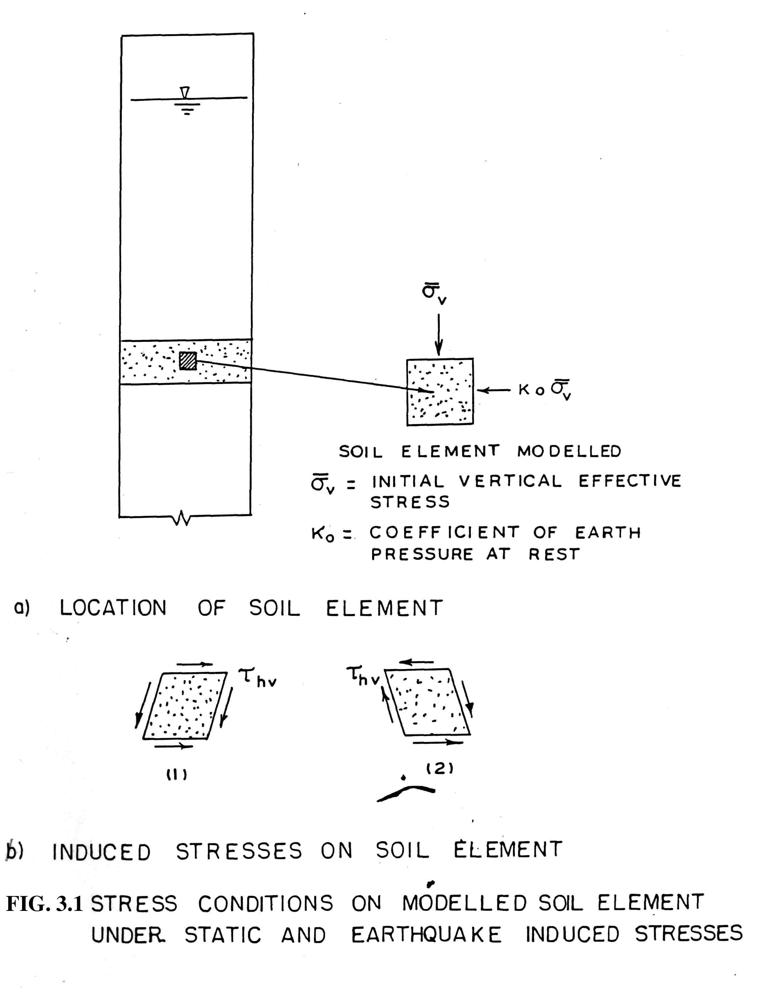 σ̅v
Ko σ̅v
SOIL ELEMENT MODELLED
σ̅v = INITIAL VERTICAL EFFECTIVE
STRESS
Ko = COEFFICIENT OF EARTH
PRESSURE AT REST
a) LOCATION OF SOIL ELEMENT
τhv
τhv
(1)
(2)
b) INDUCED STRESSES ON SOIL ELEMENT
FIG. 3.1 STRESS CONDITIONS ON MODELLED SOIL ELEMENT
UNDER STATIC AND EARTHQUAKE INDUCED STRESSES